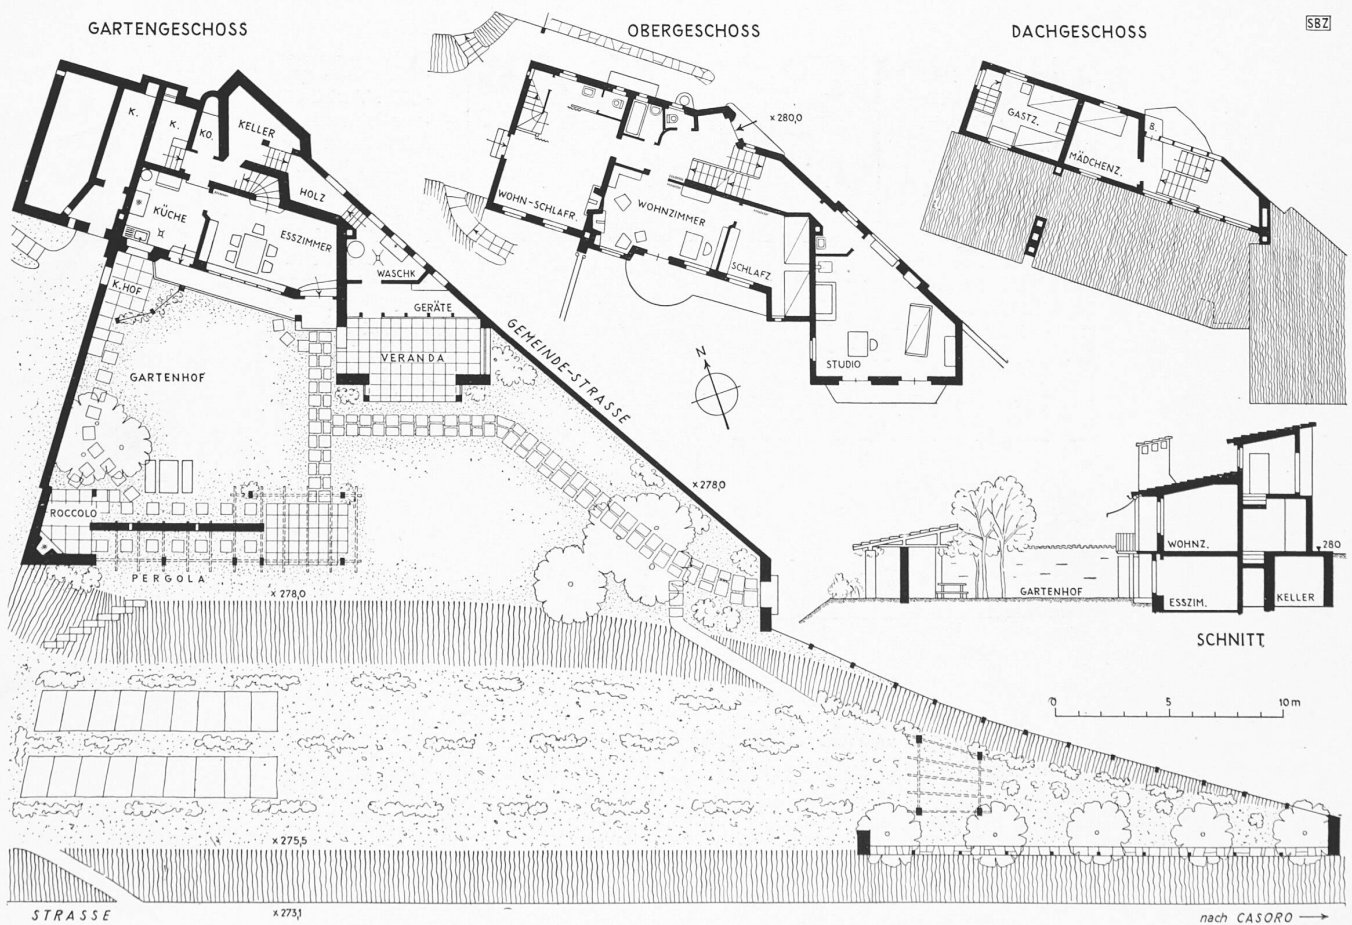 GARTENGESCHOSS
OBERGESCHOSS
DACHGESCHOSS
SBZ
K.
K.
KO.
KELLER
HOLZ
KÜCHE
ESSZIMMER
WASCHK
K.HOF
GERÄTE
VERANDA
GARTENHOF
ROCCOLO
PERGOLA
GEMEINDE-STRASSE
x 278,0
x 278,0
x 280,0
WOHN-SCHLAFR.
WOHNZIMMER
SCHLAFZ.
STUDIO
N
GASTZ.
MÄDCHENZ.
B.
WOHNZ.
280
GARTENHOF
ESSZIM.
KELLER
SCHNITT.
0 5 10 m
x 275,5
STRASSE
x 273,1
nach CASORO